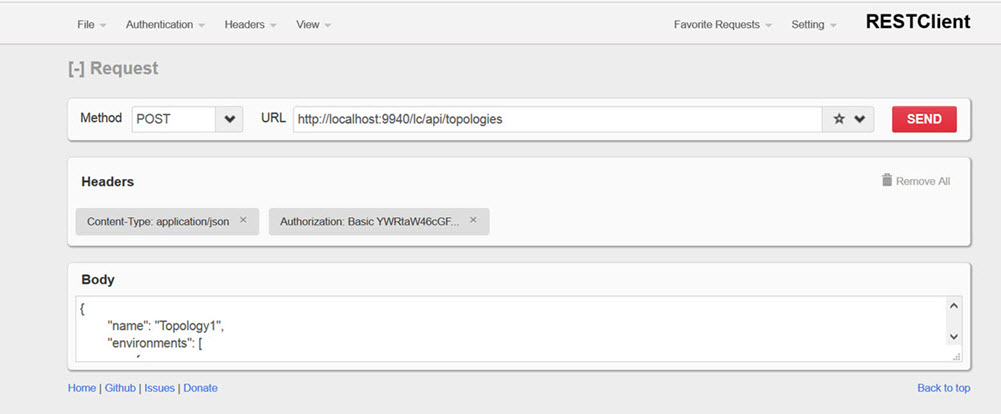 File Authentication Headers View Favorite Requests Setting RESTClient
[-] Request
Method POST URL http://localhost:9940/lc/api/topologies SEND
Headers Remove All
Content-Type: application/json × Authorization: Basic YWRtaW46cGF... ×
Body
{
"name": "Topology1",
"environments": [
Home | Github | Issues | Donate Back to top